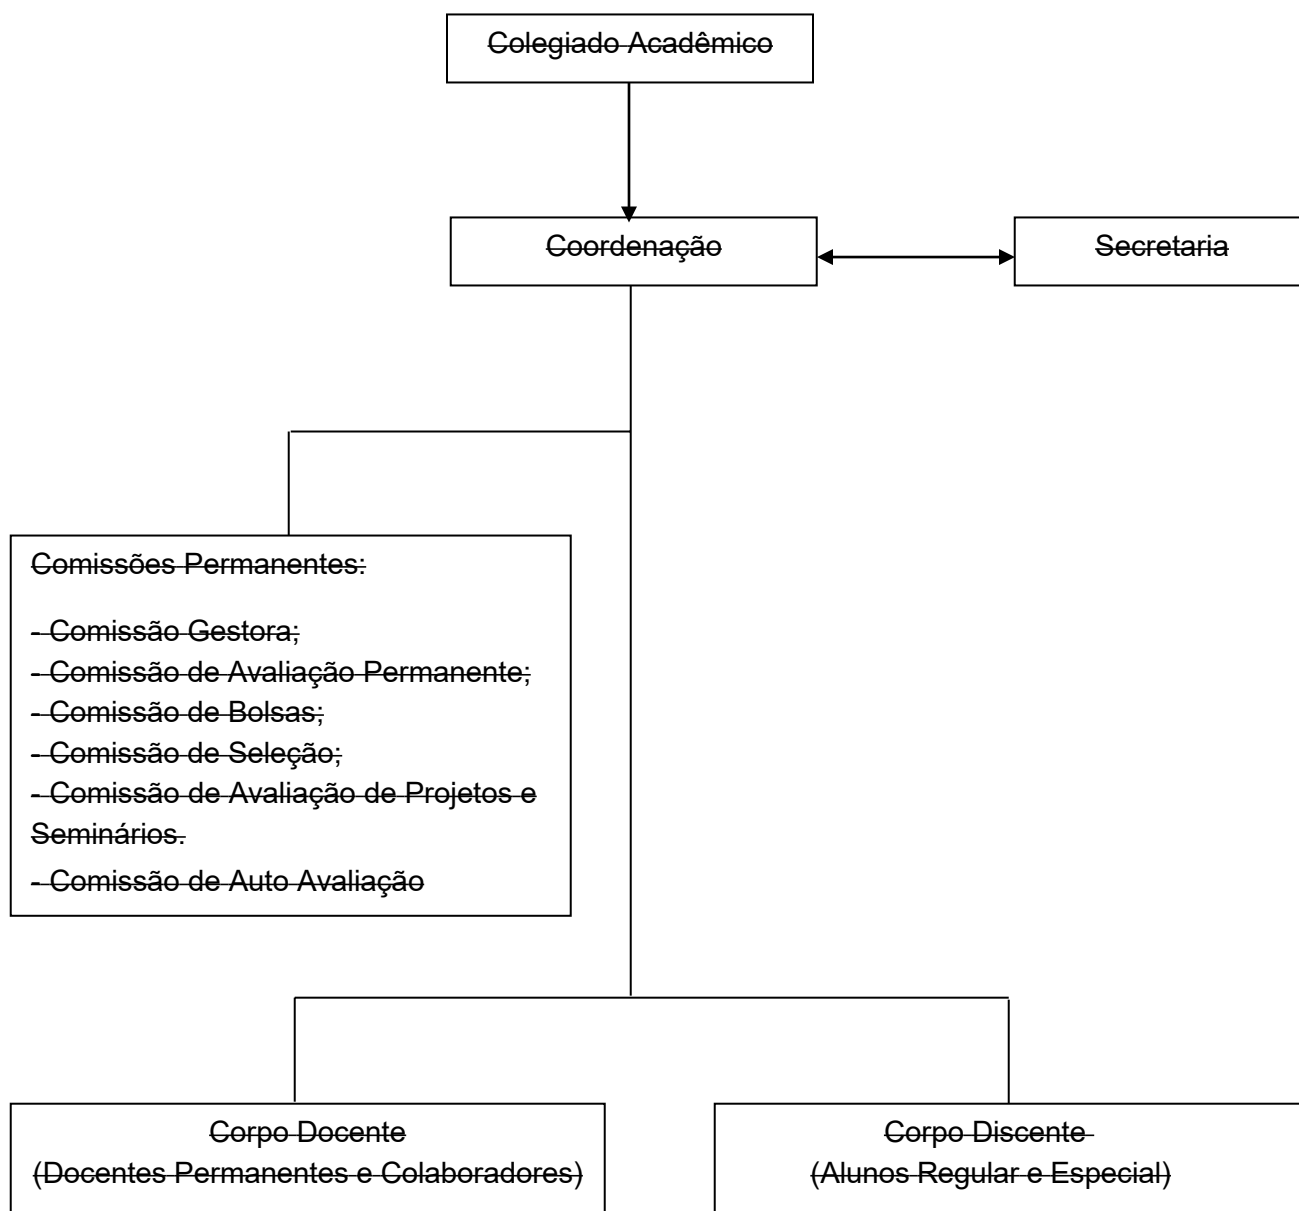 Colegiado Acadêmico
Coordenação
Secretaria
Comissões Permanentes:
- Comissão Gestora;
- Comissão de Avaliação Permanente;
- Comissão de Bolsas;
- Comissão de Seleção;
- Comissão de Avaliação de Projetos e
Seminários.
- Comissão de Auto Avaliação
Corpo Docente
(Docentes Permanentes e Colaboradores)
Corpo Discente
(Alunos Regular e Especial)